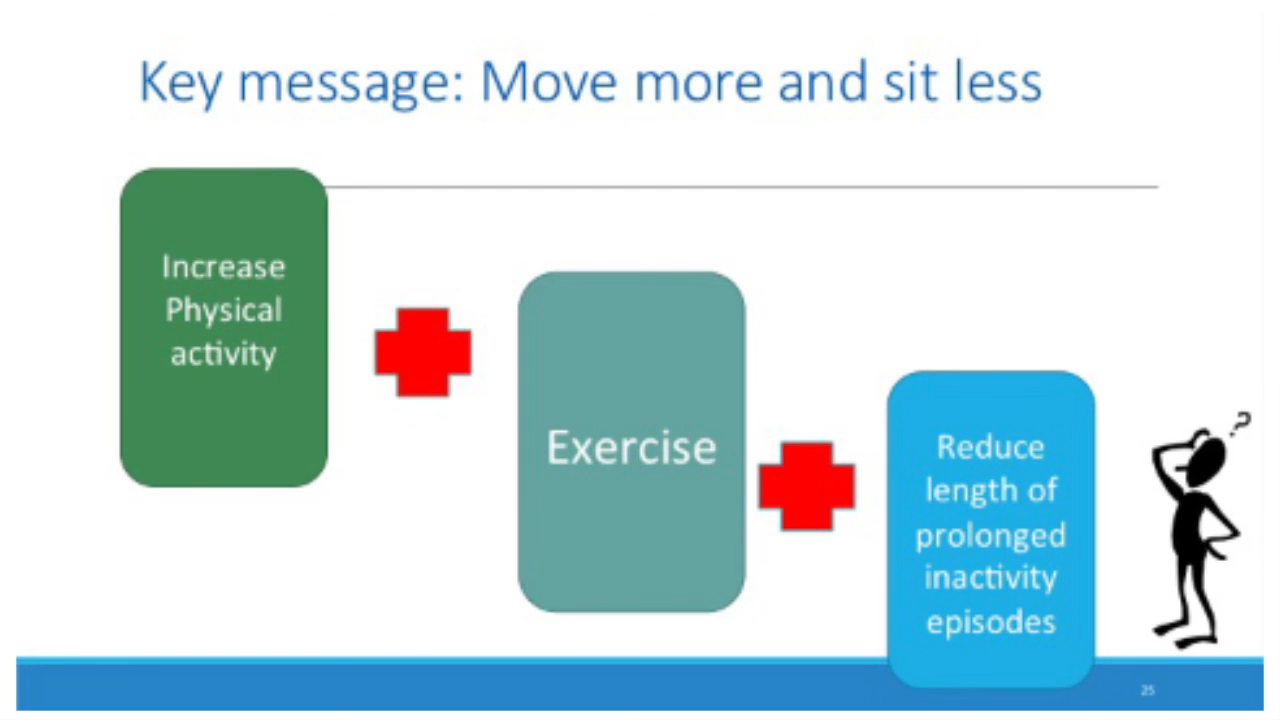 Key message: Move more and sit less
Increase
Physical
activity
Exercise
Reduce
length of
prolonged
inactivity
episodes
?
25